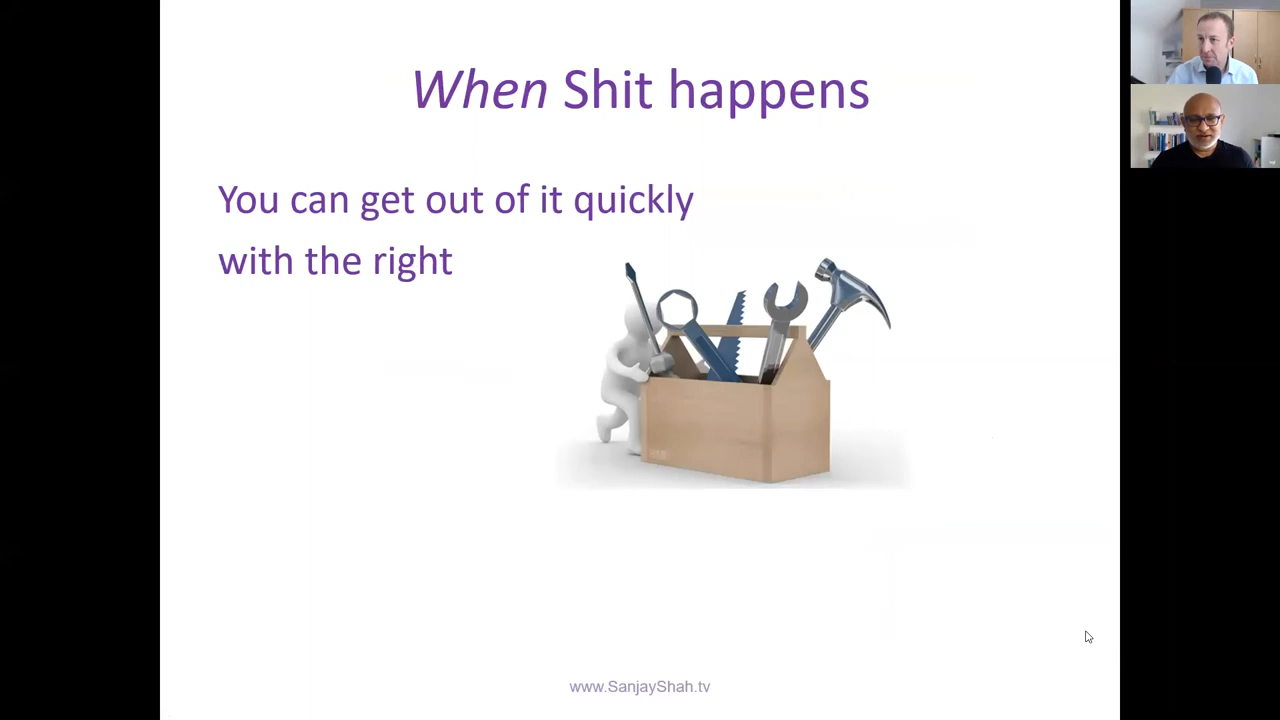 When Shit happens
You can get out of it quickly
with the right
www.SanjayShah.tv